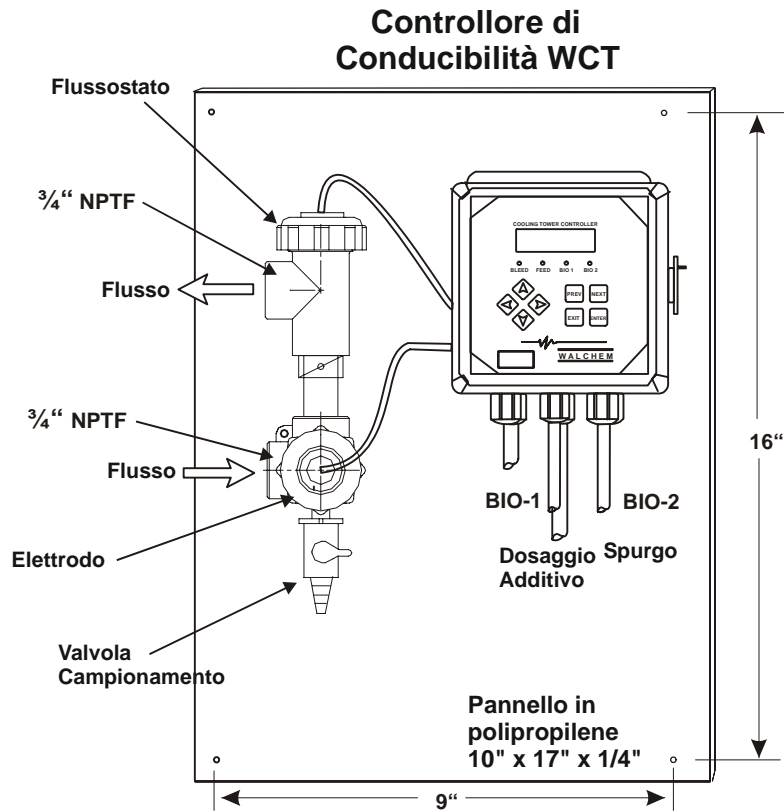 Controllore di
Conducibilità WCT
Flussostato
¾“ NPTF
Flusso
¾“ NPTF
Flusso
Elettrodo
Valvola
Campionamento
COOLING TOWER CONTROLLER
BLEED FEED BIO 1 BIO 2
PREV NEXT
EXIT ENTER
WALCHEM
16“
BIO-1 BIO-2
Dosaggio Spurgo
Additivo
Pannello in
polipropilene
10" x 17" x 1/4"
9“